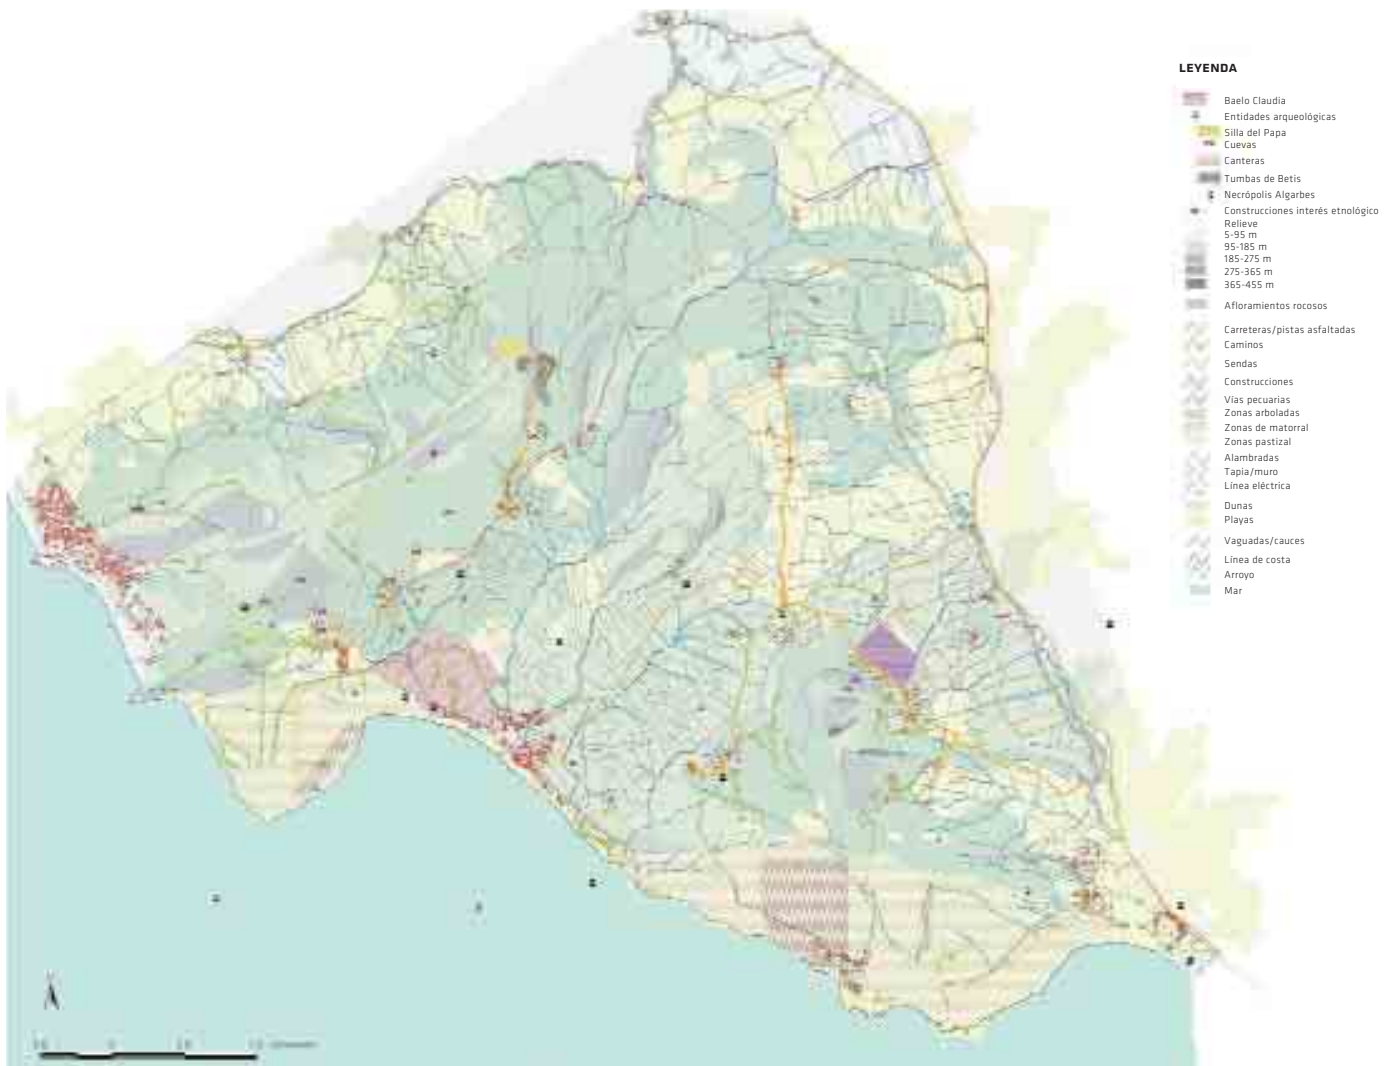 LEYENDA
Baelo Claudia
Entidades arqueológicas
Silla del Papa
Cuevas
Canteras
Tumbas de Betis
Necrópolis Algarbes
Construcciones interés etnológico
Relieve
5-95 m
95-185 m
185-275 m
275-365 m
365-455 m
Afloramientos rocosos
Carreteras/pistas asfaltadas
Caminos
Sendas
Construcciones
Vías pecuarias
Zonas arboladas
Zonas de matorral
Zonas pastizal
Alambradas
Tapia/muro
Línea eléctrica
Dunas
Playas
Vaguadas/cauces
Línea de costa
Arroyo
Mar